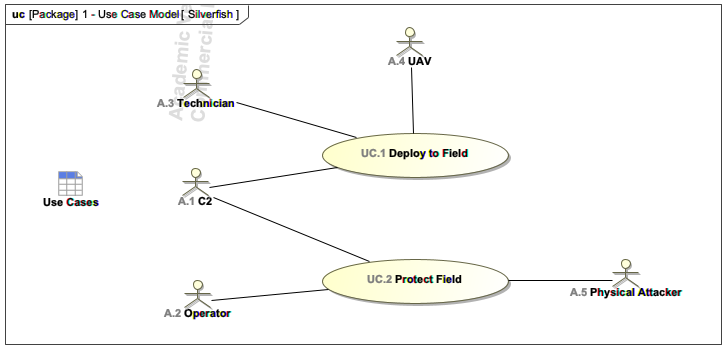 uc [Package] 1 - Use Case Model [ Silverfish ]
A.4 UAV
A.3 Technician
UC.1 Deploy to Field
Use Cases
A.1 C2
UC.2 Protect Field
A.5 Physical Attacker
A.2 Operator
Academic
Commercial